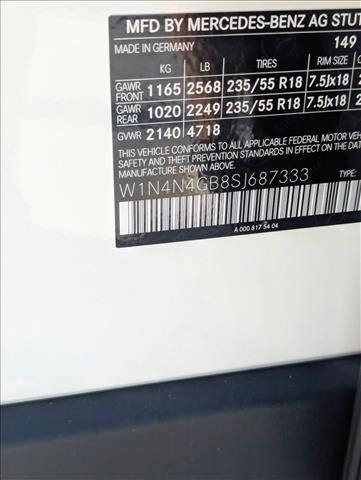 MFD BY MERCEDES-BENZ AG STUT
MADE IN GERMANY 149
KG LB TIRES RIM SIZE
GAWR FRONT 1165 2568 235/55 R18 7.5Jx18
GAWR REAR 1020 2249 235/55 R18 7.5Jx18
GVWR 2140 4718
THIS VEHICLE CONFORMS TO ALL APPLICABLE FEDERAL MOTOR VEHI
SAFETY AND THEFT PREVENTION STANDARDS IN EFFECT ON THE D
MANUFACTURE SHOWN ABOVE.
W1N4N4GB8SJ687333 TYPE:
A 000 817 54 04